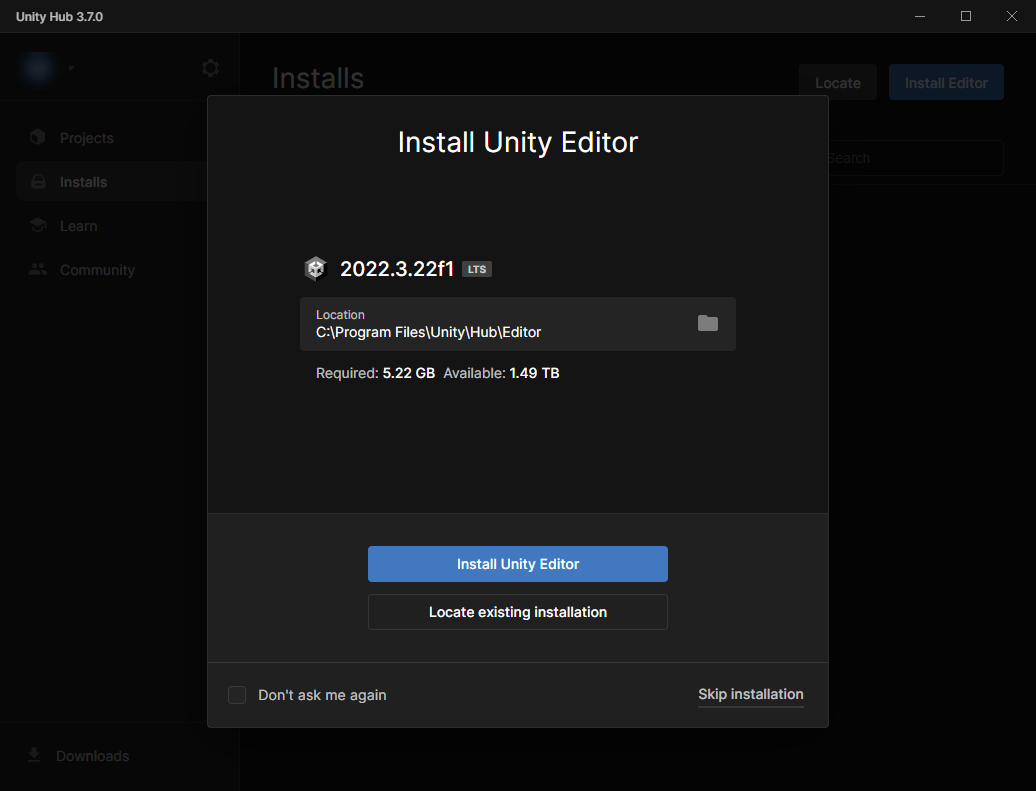 Unity Hub 3.7.0
Installs
Locate
Install Editor
Projects
Installs
Learn
Community
Search
Install Unity Editor
2022.3.22f1 LTS
Location
C:\Program Files\Unity\Hub\Editor
Required: 5.22 GB Available: 1.49 TB
Install Unity Editor
Locate existing installation
Don't ask me again
Skip installation
Downloads